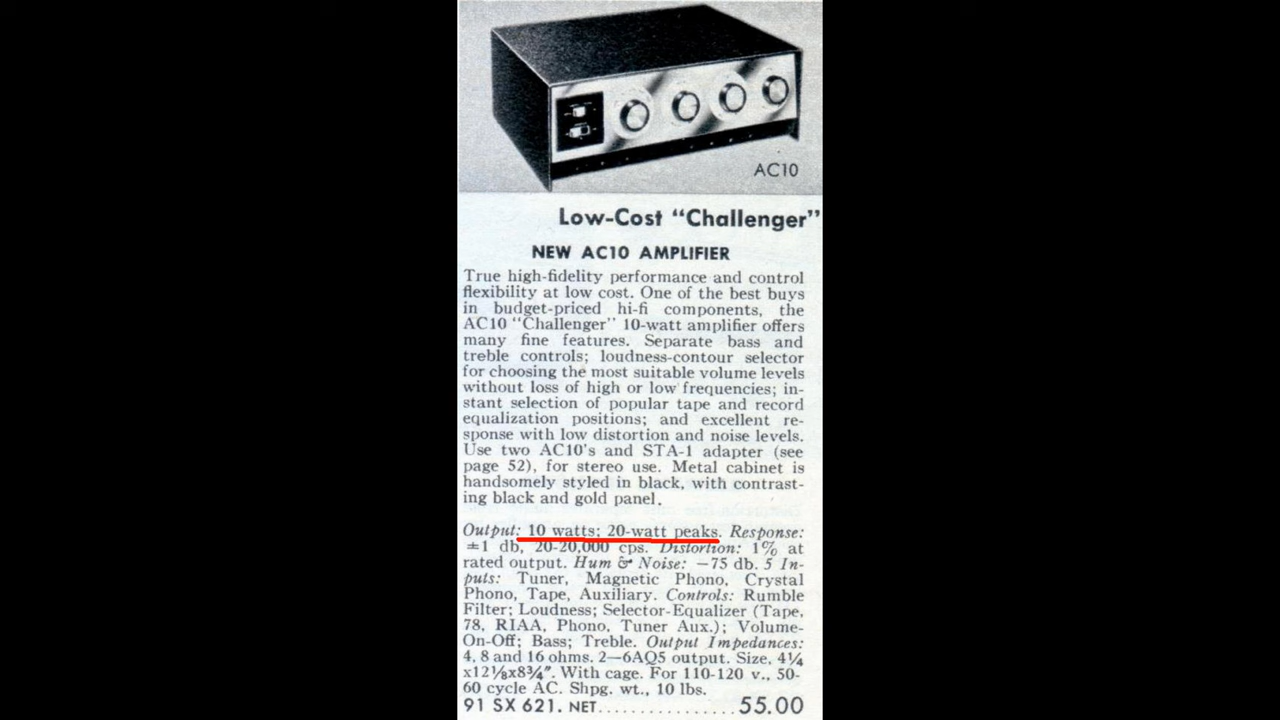 AC10
Low-Cost "Challenger"
NEW AC10 AMPLIFIER
True high-fidelity performance and control
flexibility at low cost. One of the best buys
in budget-priced hi-fi components, the
AC10 "Challenger" 10-watt amplifier offers
many fine features. Separate bass and
treble controls; loudness-contour selector
for choosing the most suitable volume levels
without loss of high or low frequencies; in-
stant selection of popular tape and record
equalization positions; and excellent re-
sponse with low distortion and noise levels.
Use two AC10's and STA-1 adapter (see
page 52), for stereo use. Metal cabinet is
handsomely styled in black, with contrast-
ing black and gold panel.
Output: 10 watts; 20-watt peaks. Response:
±1 db, 20-20,000 cps. Distortion: 1% at
rated output. Hum & Noise: −75 db. 5 In-
puts: Tuner, Magnetic Phono, Crystal
Phono, Tape, Auxiliary. Controls: Rumble
Filter; Loudness; Selector-Equalizer (Tape,
78, RIAA, Phono, Tuner Aux.); Volume-
On-Off; Bass; Treble. Output Impedances:
4, 8 and 16 ohms. 2—6AQ5 output. Size, 4¼
x12⅛x8¾". With cage. For 110-120 v., 50-
60 cycle AC. Shpg. wt., 10 lbs.
91 SX 621. NET..................55.00